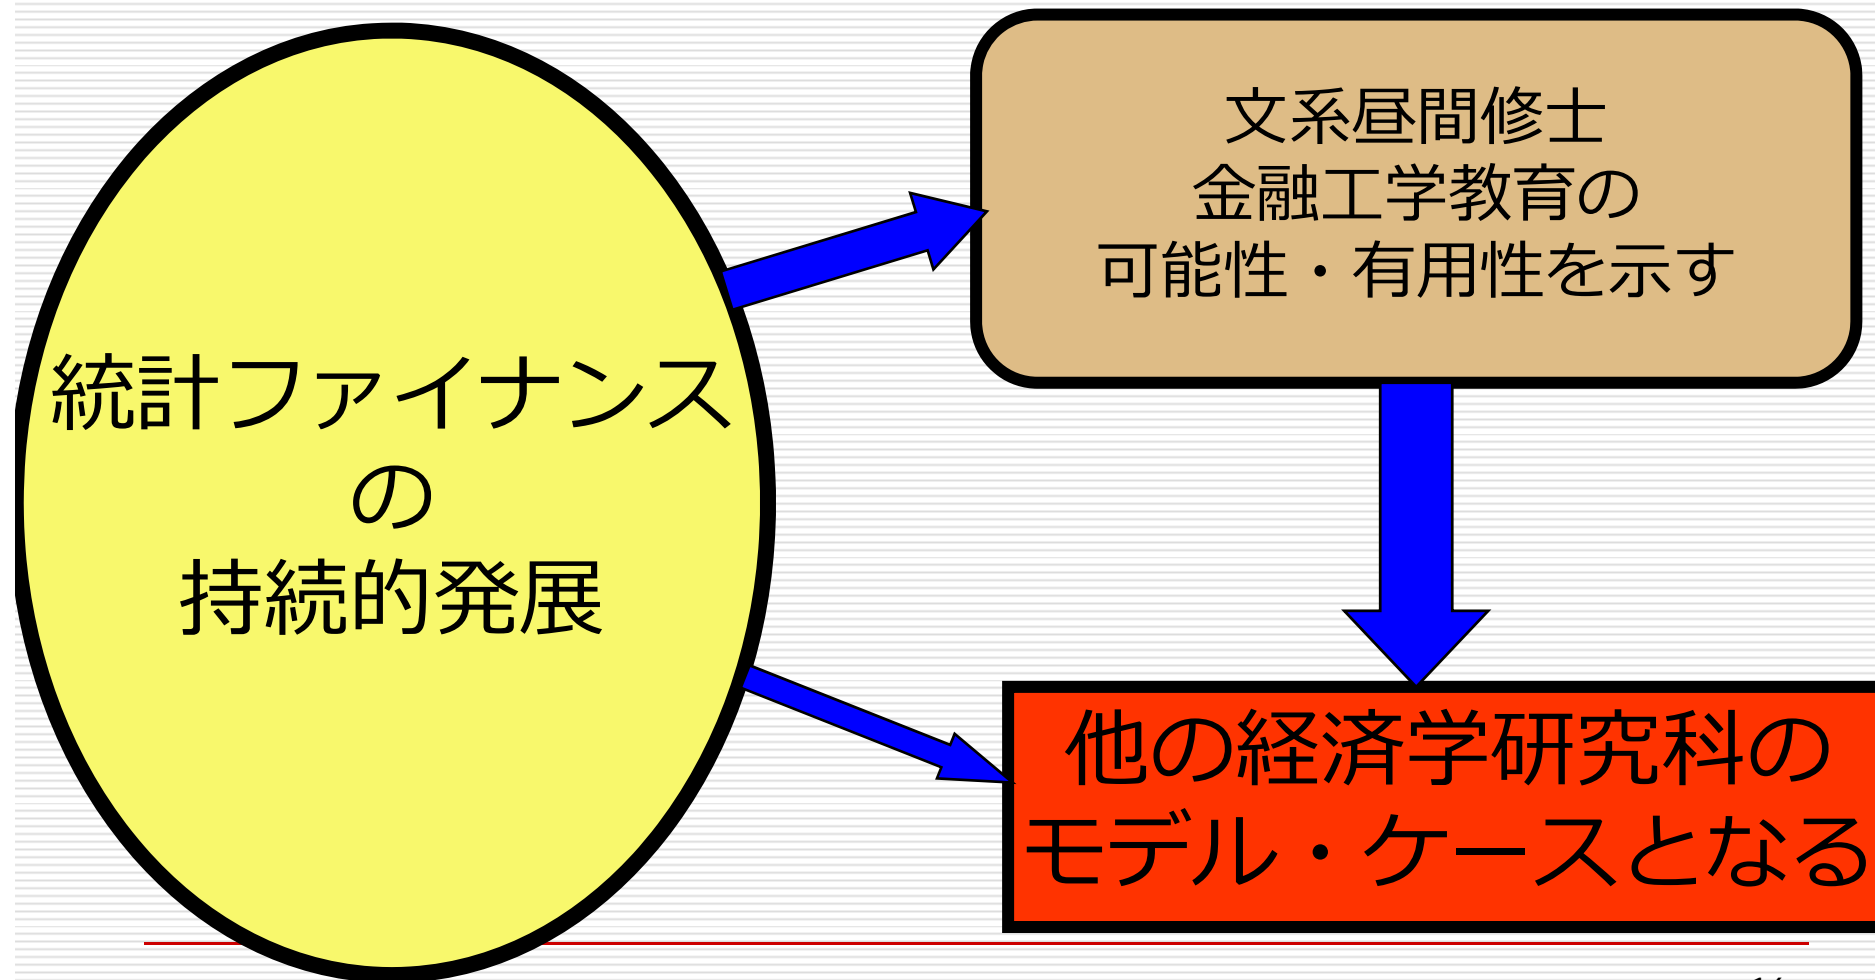 統計ファイナンス
の
持続的発展
文系昼間修士
金融工学教育の
可能性・有用性を示す
他の経済学研究科の
モデル・ケースとなる